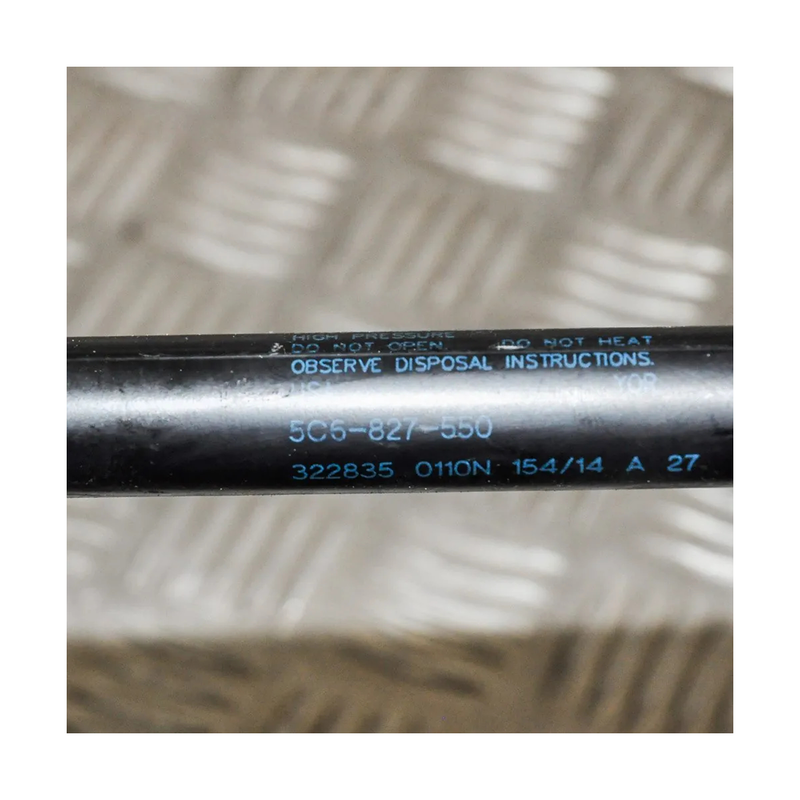 HIGH PRESSURE
DO NOT OPEN. DO NOT HEAT
OBSERVE DISPOSAL INSTRUCTIONS.
5C6-827-550
322835 0110N 154/14 A 27